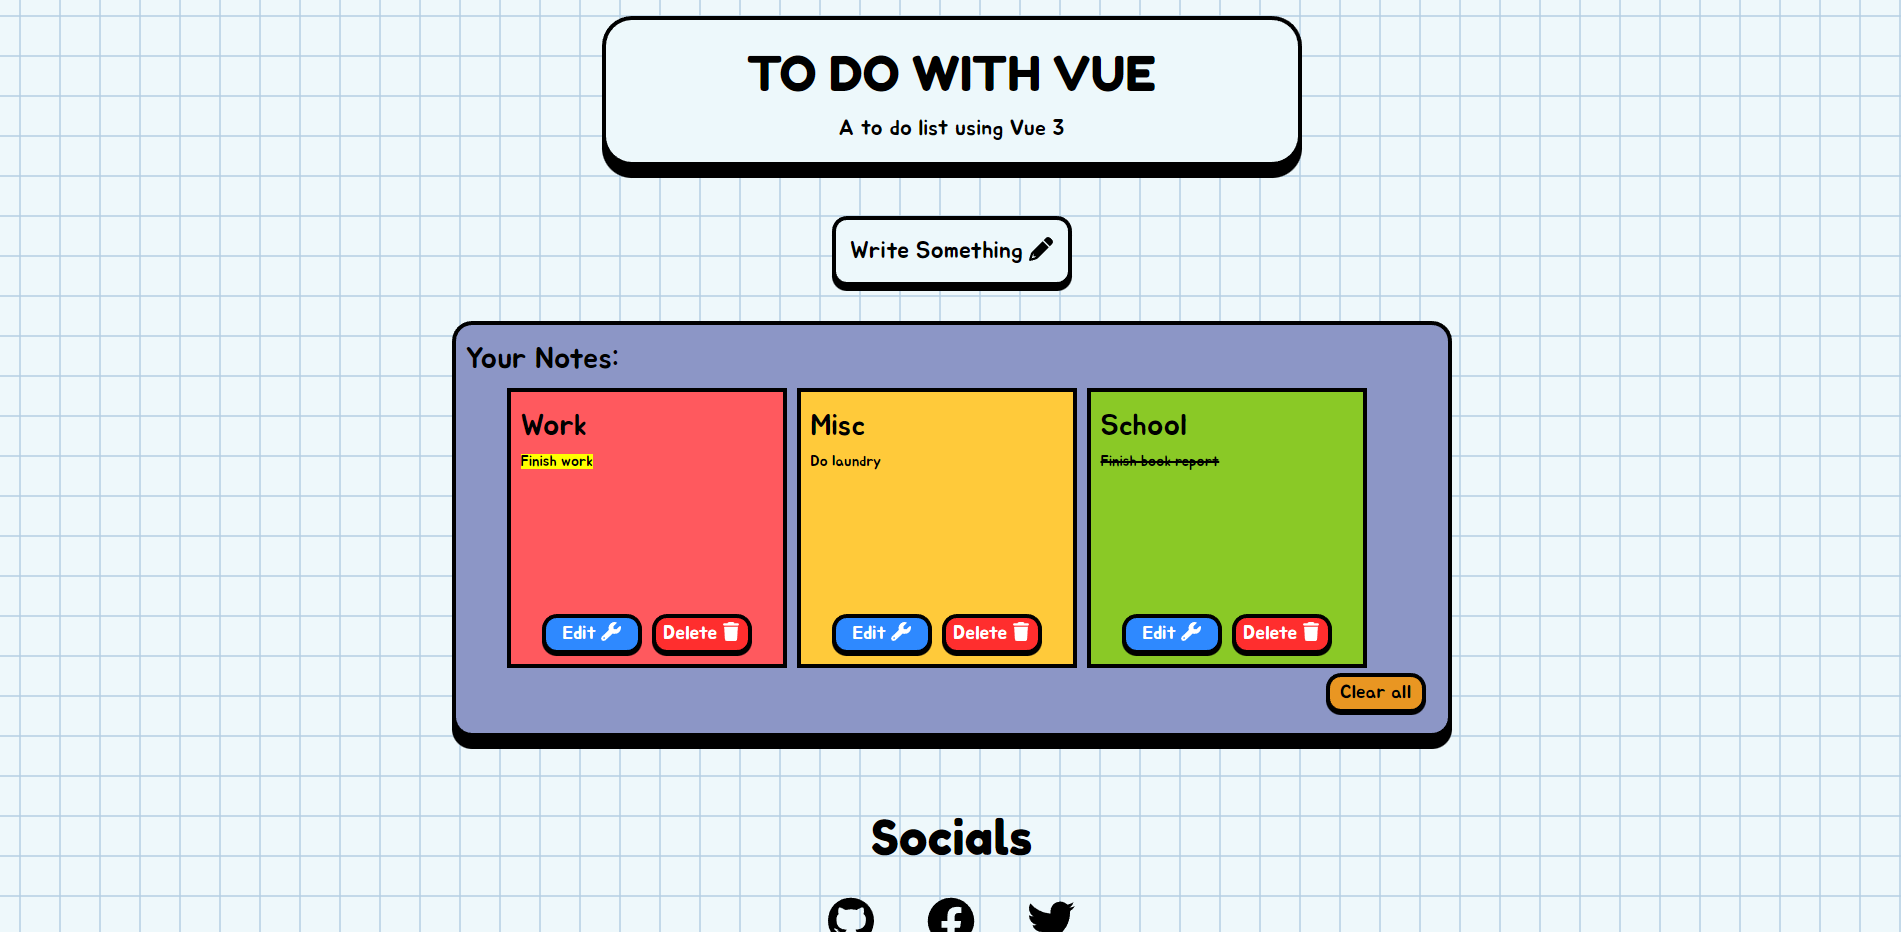 TO DO WITH VUE
A to do list using Vue 3
Write Something
Your Notes:
Work
Finish work
Edit
Delete
Misc
Do laundry
Edit
Delete
School
Finish book report
Edit
Delete
Clear all
Socials